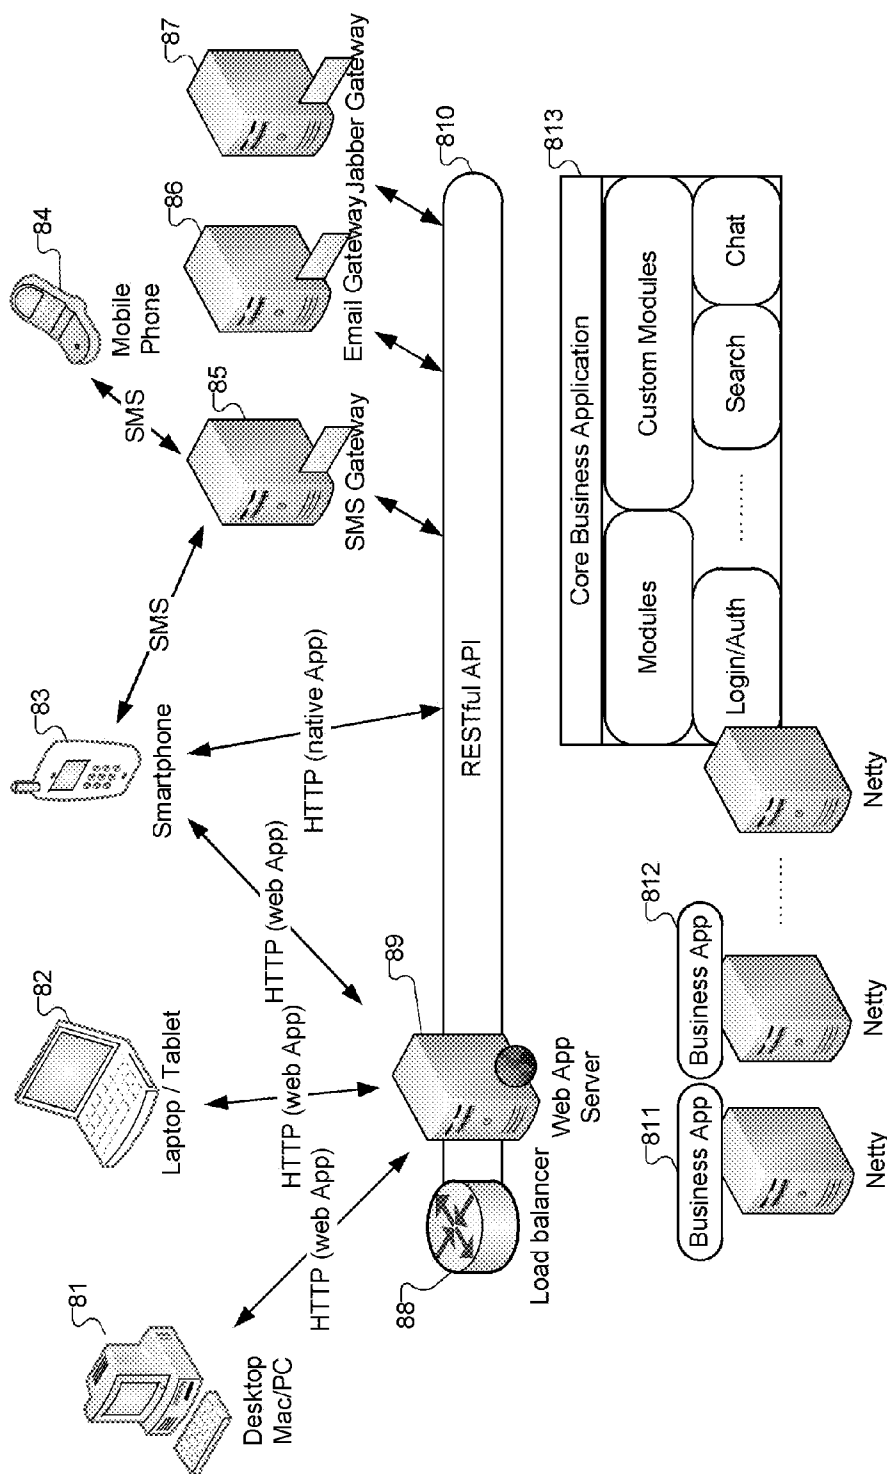 81
Desktop
Mac/PC
82
Laptop / Tablet
83
Smartphone
84
Mobile
Phone
SMS
SMS
85
SMS Gateway
86
Email Gateway
87
Jabber Gateway
HTTP (web App)
HTTP (web App)
HTTP (web App)
HTTP (native App)
88
Load balancer
89
Web App
Server
RESTful API
810
811
Business App
Netty
812
Business App
Netty
........
Netty
813
Core Business Application
Modules
Custom Modules
Login/Auth
........
Search
Chat